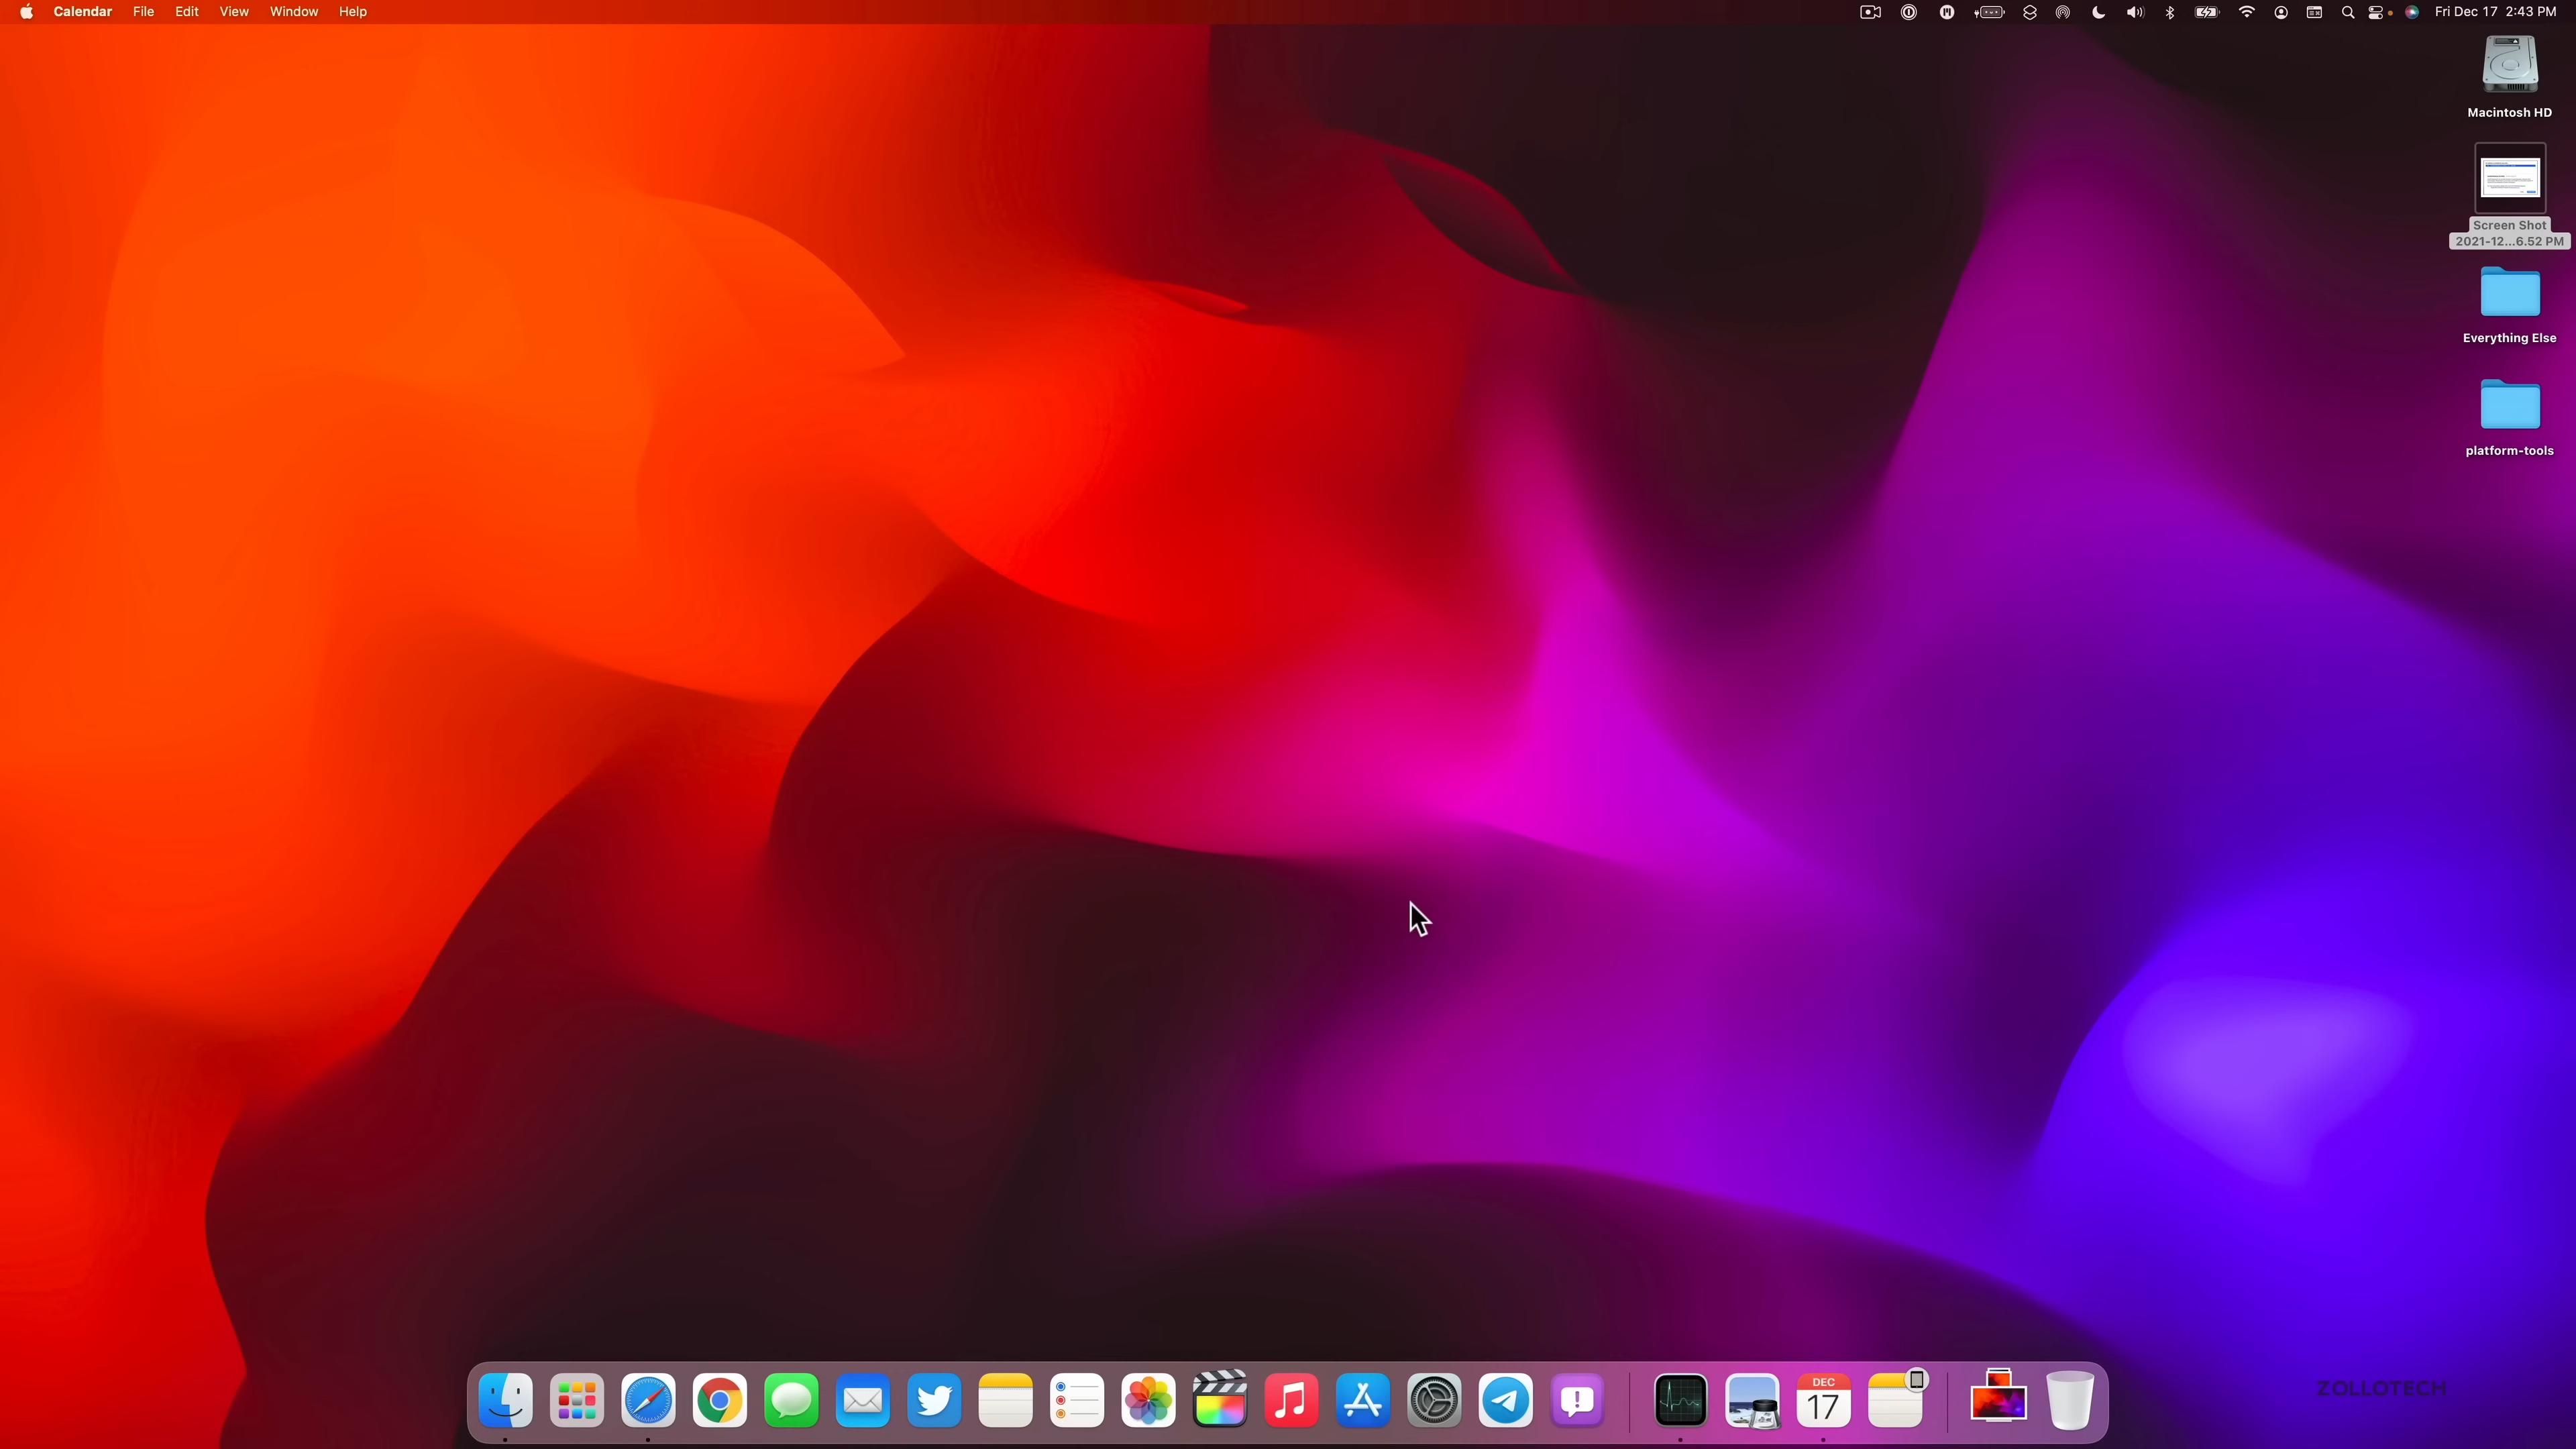 Calendar File Edit View Window Help Fri Dec 17 2:43 PM
Macintosh HD
Screen Shot
2021-12...6.52 PM
Everything Else
platform-tools
DEC
17
ZOLLOTECH